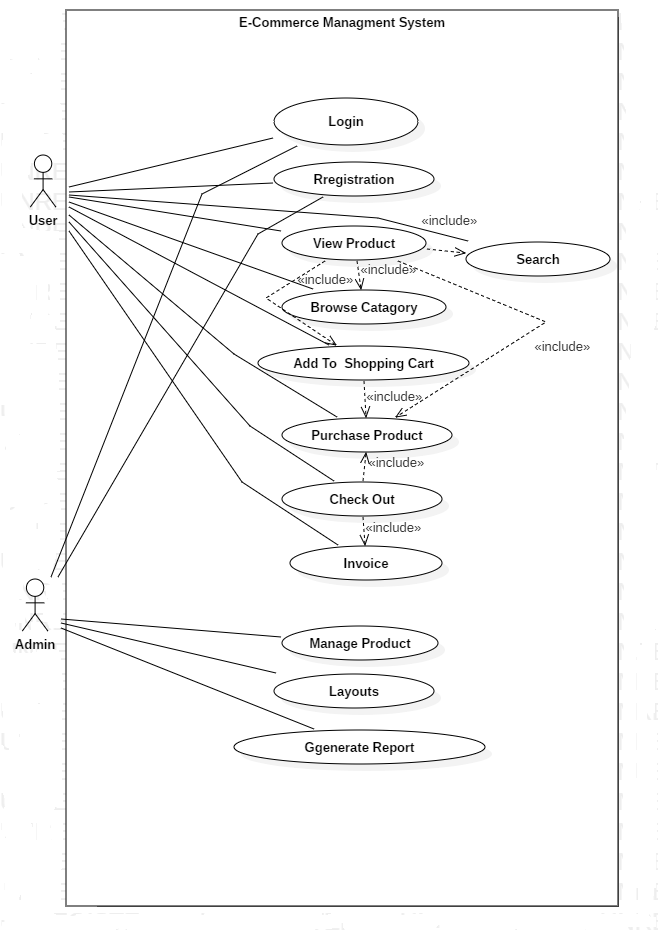 E-Commerce Managment System
Login
Rregistration
User
«include»
View Product
Search
«include»
«include»
Browse Catagory
«include»
Add To  Shopping Cart
«include»
Purchase Product
«include»
Check Out
«include»
Invoice
Admin
Manage Product
Layouts
Ggenerate Report